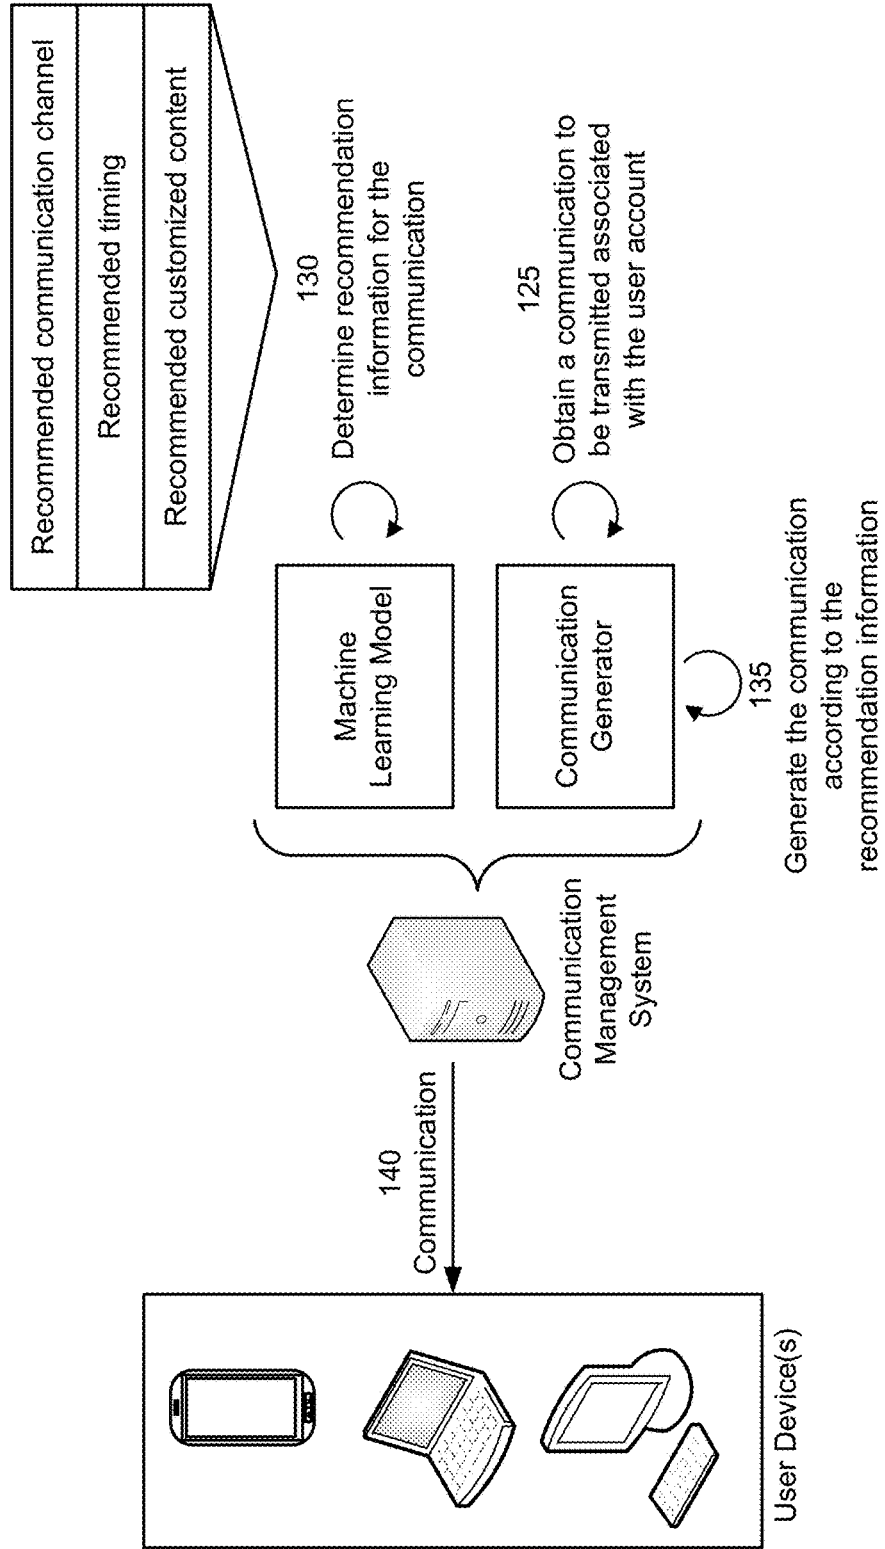 Recommended communication channel
Recommended timing
Recommended customized content
130
Determine recommendation
information for the
communication
125
Obtain a communication to
be transmitted associated
with the user account
Machine
Learning Model
Communication
Generator
135
Generate the communication
according to the
recommendation information
Communication
Management
System
140
Communication
User Device(s)